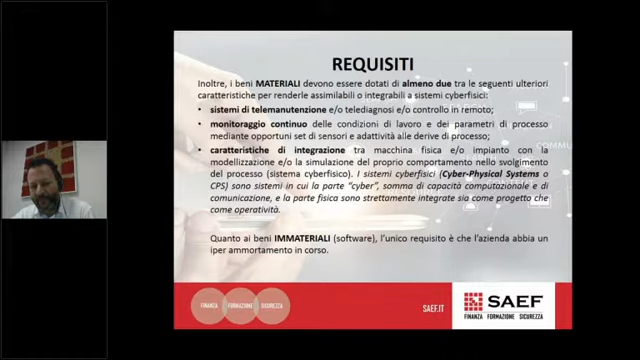 REQUISITI
Inoltre, i beni MATERIALI devono essere dotati di almeno due tra le seguenti ulteriori
caratteristiche per renderle assimilabili o integrabili a sistemi cyberfisici:
• sistemi di telemanutenzione e/o telediagnosi e/o controllo in remoto;
• monitoraggio continuo delle condizioni di lavoro e dei parametri di processo
mediante opportuni set di sensori e adattività alle derive di processo;
• caratteristiche di integrazione tra macchina fisica e/o impianto con la
modellizzazione e/o la simulazione del proprio comportamento nello svolgimento
del processo (sistema cyberfisico). I sistemi cyberfisici (Cyber-Physical Systems o
CPS) sono sistemi in cui la parte "cyber", somma di capacità computazionale e di
comunicazione, e la parte fisica sono strettamente integrate sia come progetto che
come operatività.
Quanto ai beni IMMATERIALI (software), l'unico requisito è che l'azienda abbia un
iper ammortamento in corso.
FINANZA FORMAZIONE SICUREZZA
SAEF.IT
SAEF
FINANZA FORMAZIONE SICUREZZA